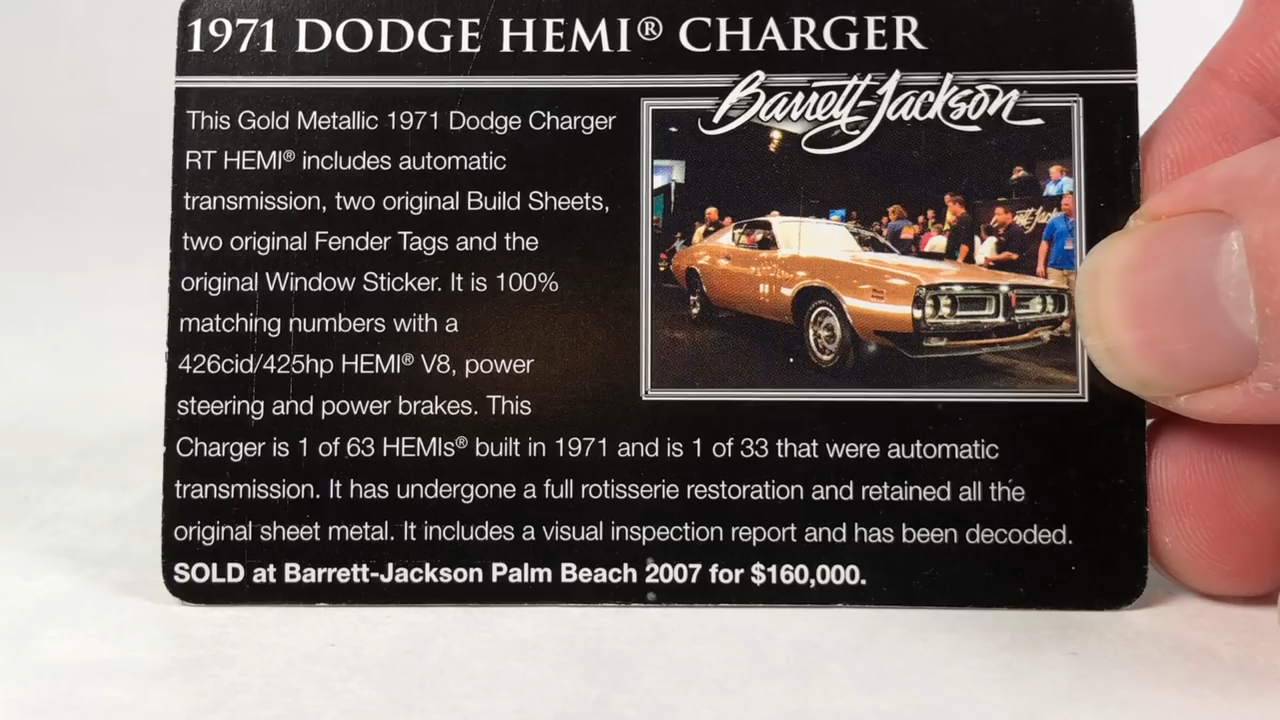 1971 DODGE HEMI® CHARGER
Barrett-Jackson
This Gold Metallic 1971 Dodge Charger
RT HEMI® includes automatic
transmission, two original Build Sheets,
two original Fender Tags and the
original Window Sticker. It is 100%
matching numbers with a
426cid/425hp HEMI® V8, power
steering and power brakes. This
Charger is 1 of 63 HEMIs® built in 1971 and is 1 of 33 that were automatic
transmission. It has undergone a full rotisserie restoration and retained all the
original sheet metal. It includes a visual inspection report and has been decoded.
SOLD at Barrett-Jackson Palm Beach 2007 for $160,000.